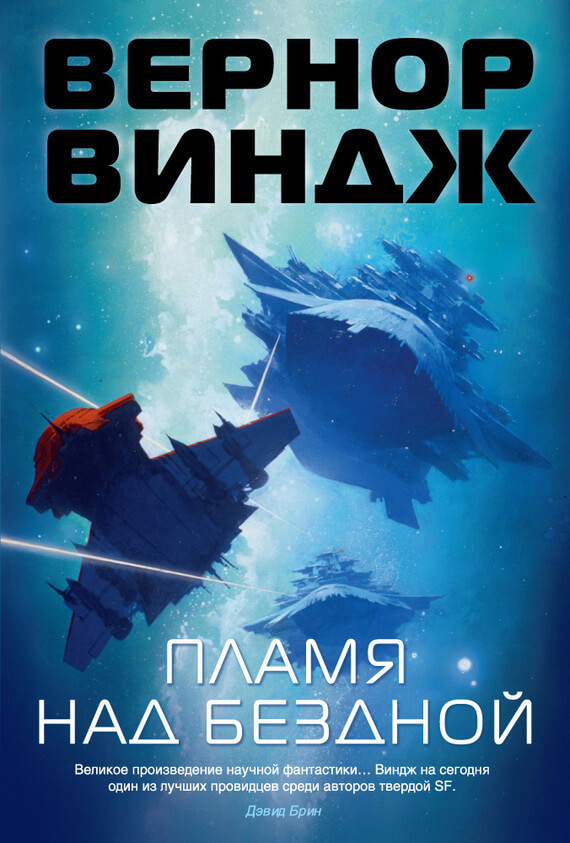 ВЕРНОР
ВИНДЖ
ПЛАМЯ
НАД БЕЗДНОЙ
Великое произведение научной фантастики... Виндж на сегодня
один из лучших провидцев среди авторов твердой SF.
Дэвид Брин